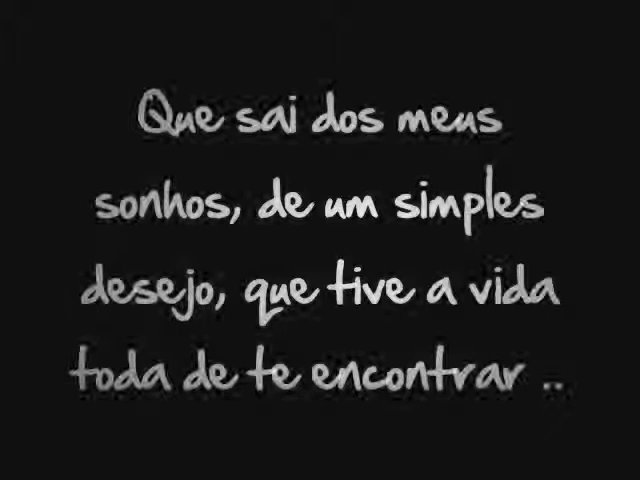 Que sai dos meus
sonhos, de um simples
desejo, que tive a vida
toda de te encontrar ..